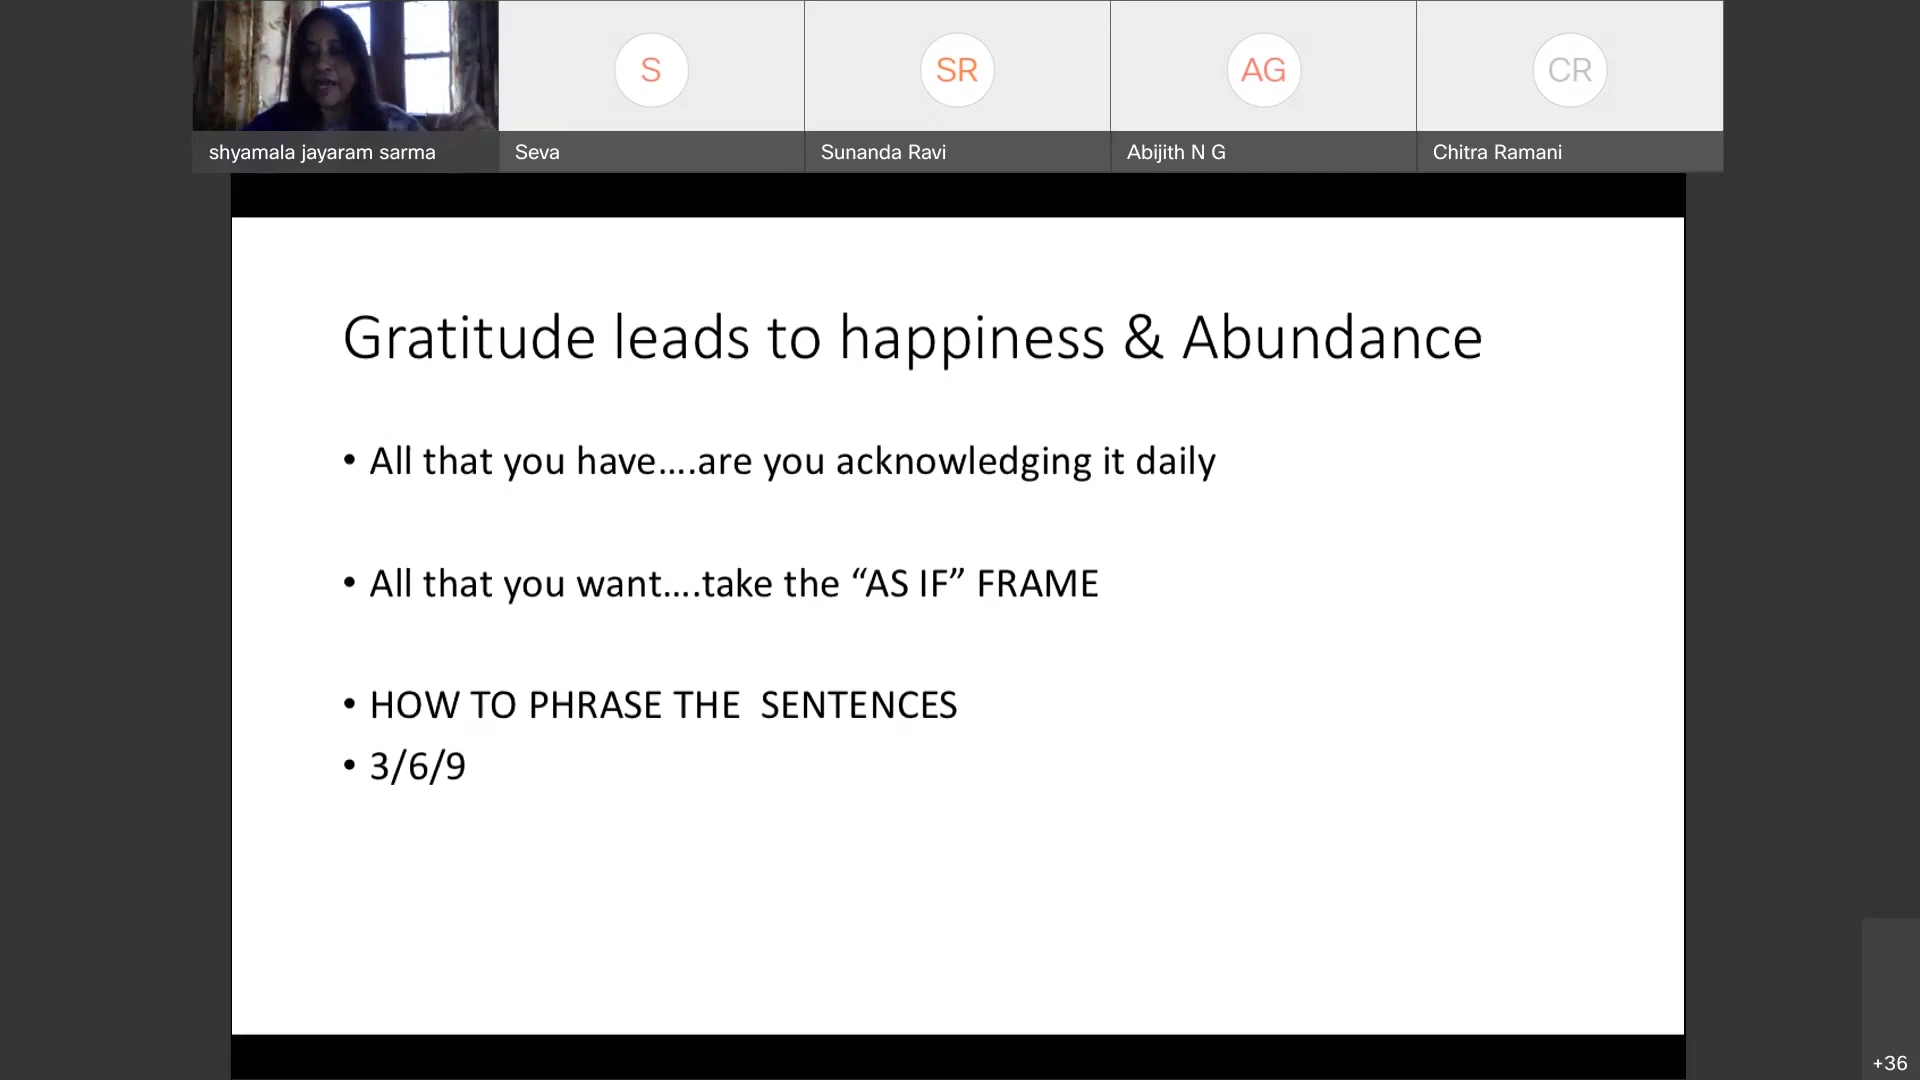 S
SR
AG
CR
shyamala jayaram sarma
Seva
Sunanda Ravi
Abijith N G
Chitra Ramani
Gratitude leads to happiness & Abundance
• All that you have....are you acknowledging it daily
• All that you want....take the “AS IF” FRAME
• HOW TO PHRASE THE  SENTENCES
• 3/6/9
+36